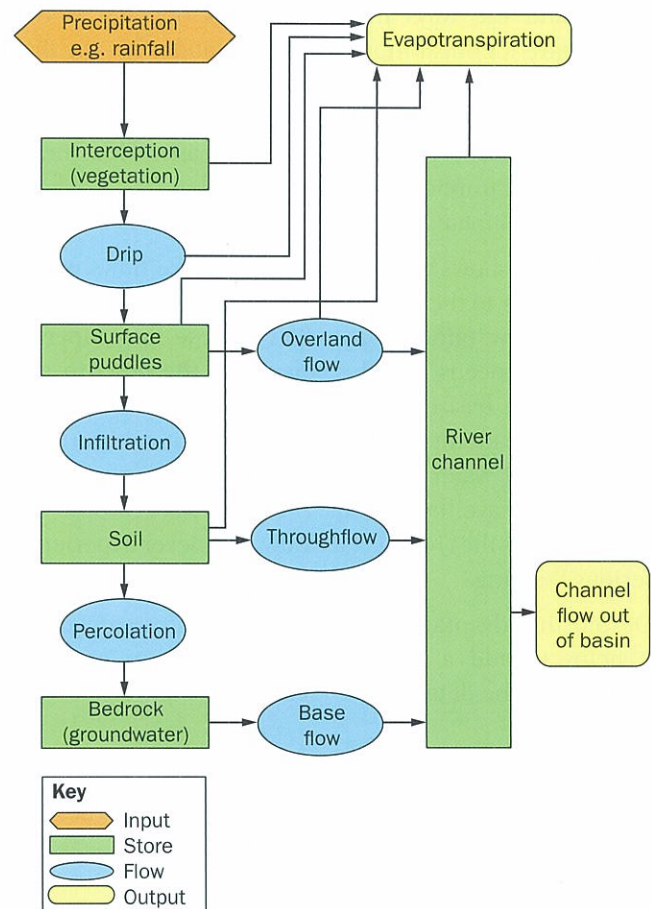 Precipitation
e.g. rainfall
Evapotranspiration
Interception
(vegetation)
Drip
Surface
puddles
Overland
flow
Infiltration
River
channel
Soil
Throughflow
Channel
flow out
of basin
Percolation
Bedrock
(groundwater)
Base
flow
Key
Input
Store
Flow
Output